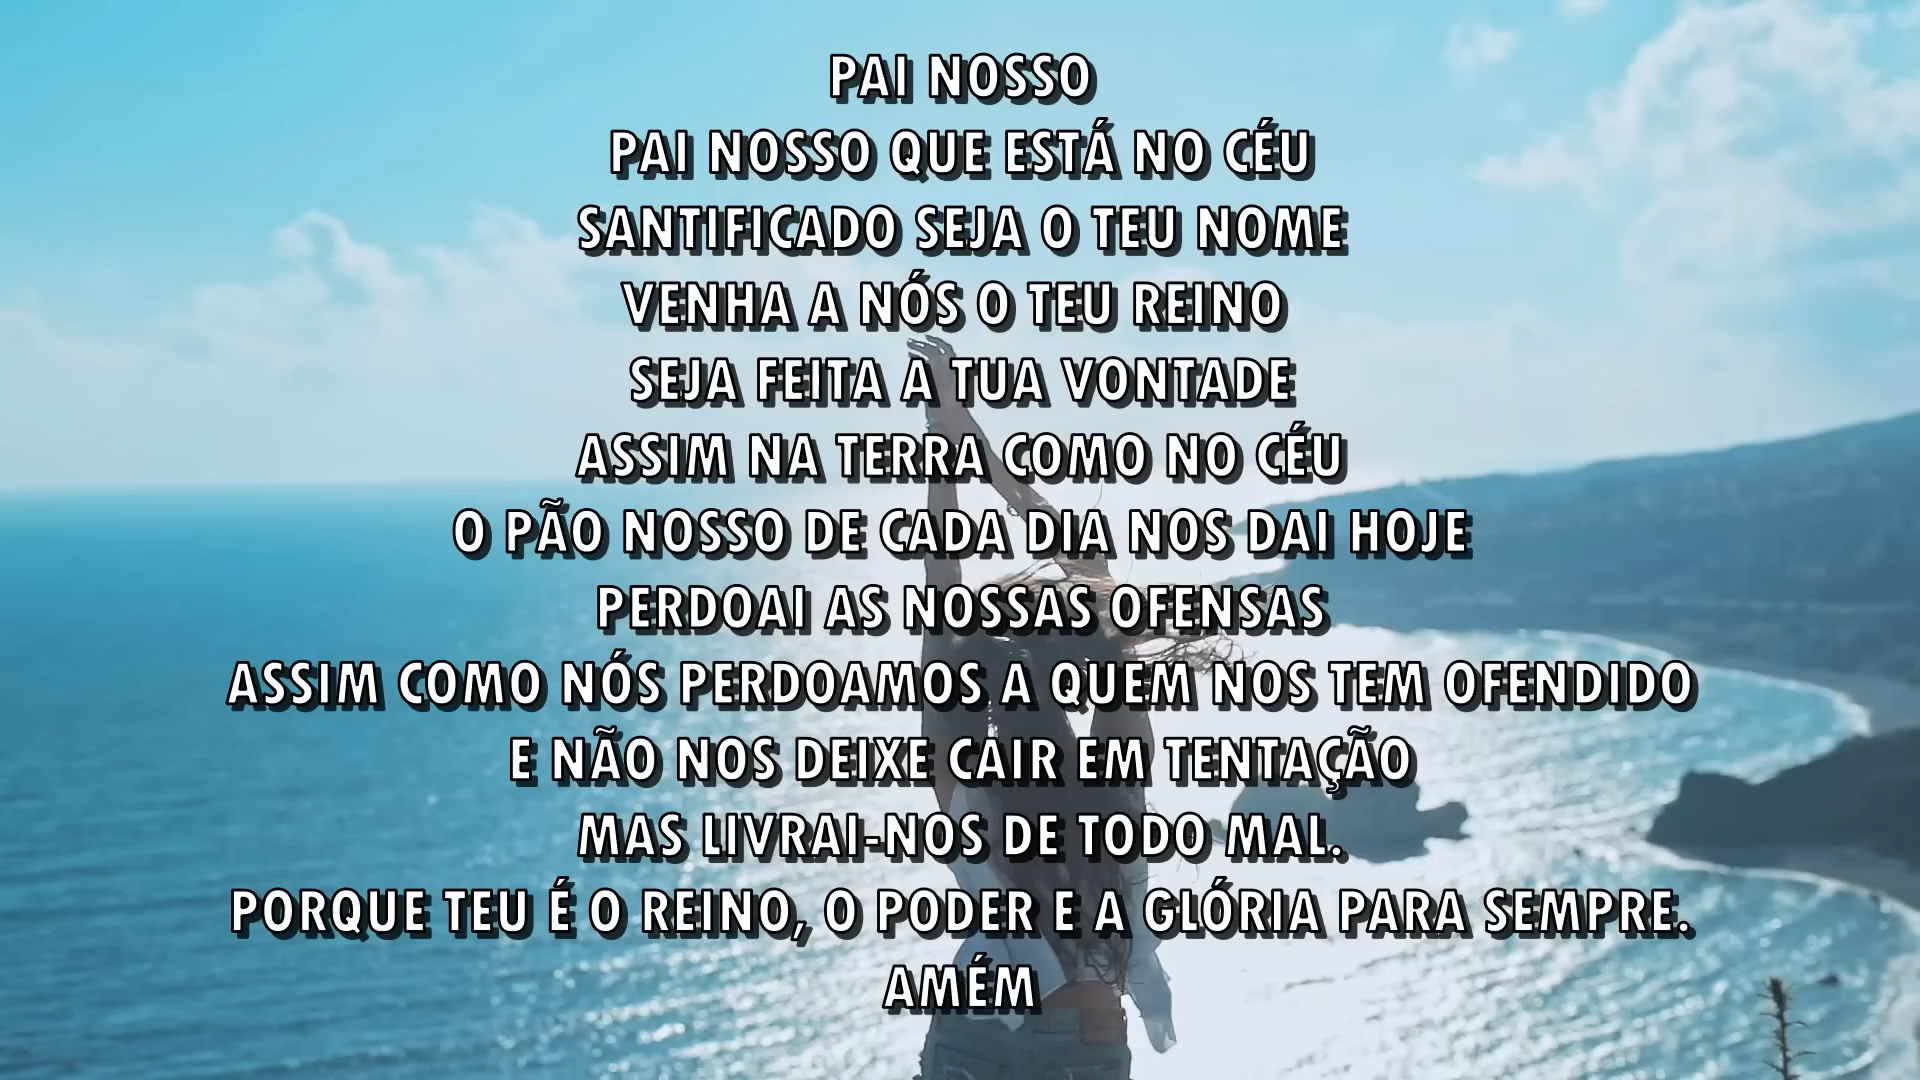 PAI NOSSO
PAI NOSSO QUE ESTÁ NO CÉU
SANTIFICADO SEJA O TEU NOME
VENHA A NÓS O TEU REINO
SEJA FEITA A TUA VONTADE
ASSIM NA TERRA COMO NO CÉU
O PÃO NOSSO DE CADA DIA NOS DAI HOJE
PERDOAI AS NOSSAS OFENSAS
ASSIM COMO NÓS PERDOAMOS A QUEM NOS TEM OFENDIDO
E NÃO NOS DEIXE CAIR EM TENTAÇÃO
MAS LIVRAI-NOS DE TODO MAL.
PORQUE TEU É O REINO, O PODER E A GLÓRIA PARA SEMPRE.
AMÉM